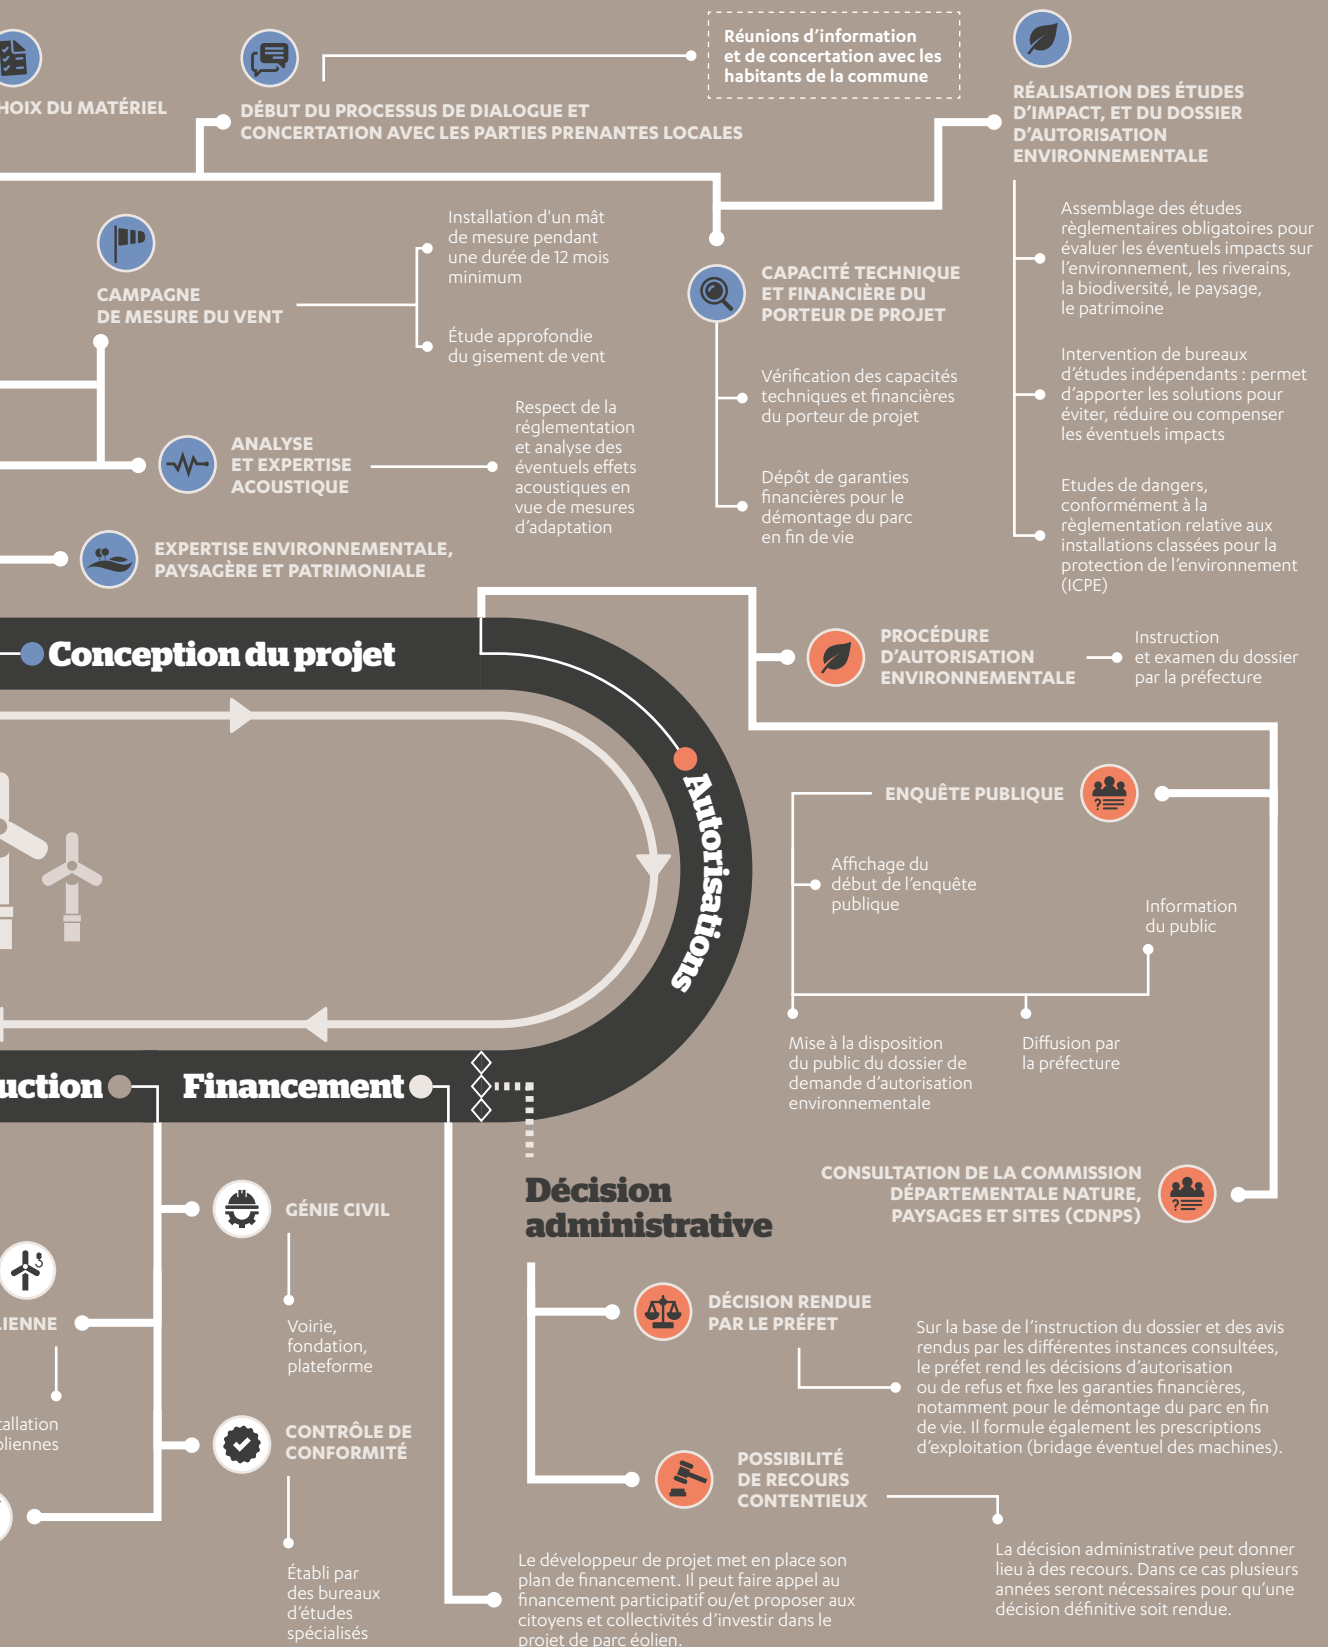 HOIX DU MATÉRIEL
DÉBUT DU PROCESSUS DE DIALOGUE ET
CONCERTATION AVEC LES PARTIES PRENANTES LOCALES
Réunions d'information
et de concertation avec les
habitants de la commune
RÉALISATION DES ÉTUDES
D'IMPACT, ET DU DOSSIER
D'AUTORISATION
ENVIRONNEMENTALE
Assemblage des études
règlementaires obligatoires pour
évaluer les éventuels impacts sur
l'environnement, les riverains,
la biodiversité, le paysage,
le patrimoine
Intervention de bureaux
d'études indépendants : permet
d'apporter les solutions pour
éviter, réduire ou compenser
les éventuels impacts
Etudes de dangers,
conformément à la
règlementation relative aux
installations classées pour la
protection de l'environnement
(ICPE)
CAMPAGNE
DE MESURE DU VENT
Installation d'un mât
de mesure pendant
une durée de 12 mois
minimum
Étude approfondie
du gisement de vent
CAPACITÉ TECHNIQUE
ET FINANCIÈRE DU
PORTEUR DE PROJET
Vérification des capacités
techniques et financières
du porteur de projet
Dépôt de garanties
financières pour le
démontage du parc
en fin de vie
ANALYSE
ET EXPERTISE
ACOUSTIQUE
Respect de la
réglementation
et analyse des
éventuels effets
acoustiques en
vue de mesures
d'adaptation
EXPERTISE ENVIRONNEMENTALE,
PAYSAGÈRE ET PATRIMONIALE
Conception du projet
Autorisations
PROCÉDURE
D'AUTORISATION
ENVIRONNEMENTALE
Instruction
et examen du dossier
par la préfecture
ENQUÊTE PUBLIQUE
?
Affichage du
début de l'enquête
publique
Information
du public
Mise à la disposition
du public du dossier de
demande d'autorisation
environnementale
Diffusion par
la préfecture
CONSULTATION DE LA COMMISSION
DÉPARTEMENTALE NATURE,
PAYSAGES ET SITES (CDNPS)
?
uction
Financement
Décision
administrative
GÉNIE CIVIL
Voirie,
fondation,
plateforme
LIENNE
tallation
oliennes
CONTRÔLE DE
CONFORMITÉ
Établi par
des bureaux
d'études
spécialisés
DÉCISION RENDUE
PAR LE PRÉFET
Sur la base de l'instruction du dossier et des avis
rendus par les différentes instances consultées,
le préfet rend les décisions d'autorisation
ou de refus et fixe les garanties financières,
notamment pour le démontage du parc en fin
de vie. Il formule également les prescriptions
d'exploitation (bridage éventuel des machines).
POSSIBILITÉ
DE RECOURS
CONTENTIEUX
La décision administrative peut donner
lieu à des recours. Dans ce cas plusieurs
années seront nécessaires pour qu'une
décision définitive soit rendue.
Le développeur de projet met en place son
plan de financement. Il peut faire appel au
financement participatif ou/et proposer aux
citoyens et collectivités d'investir dans le
projet de parc éolien.